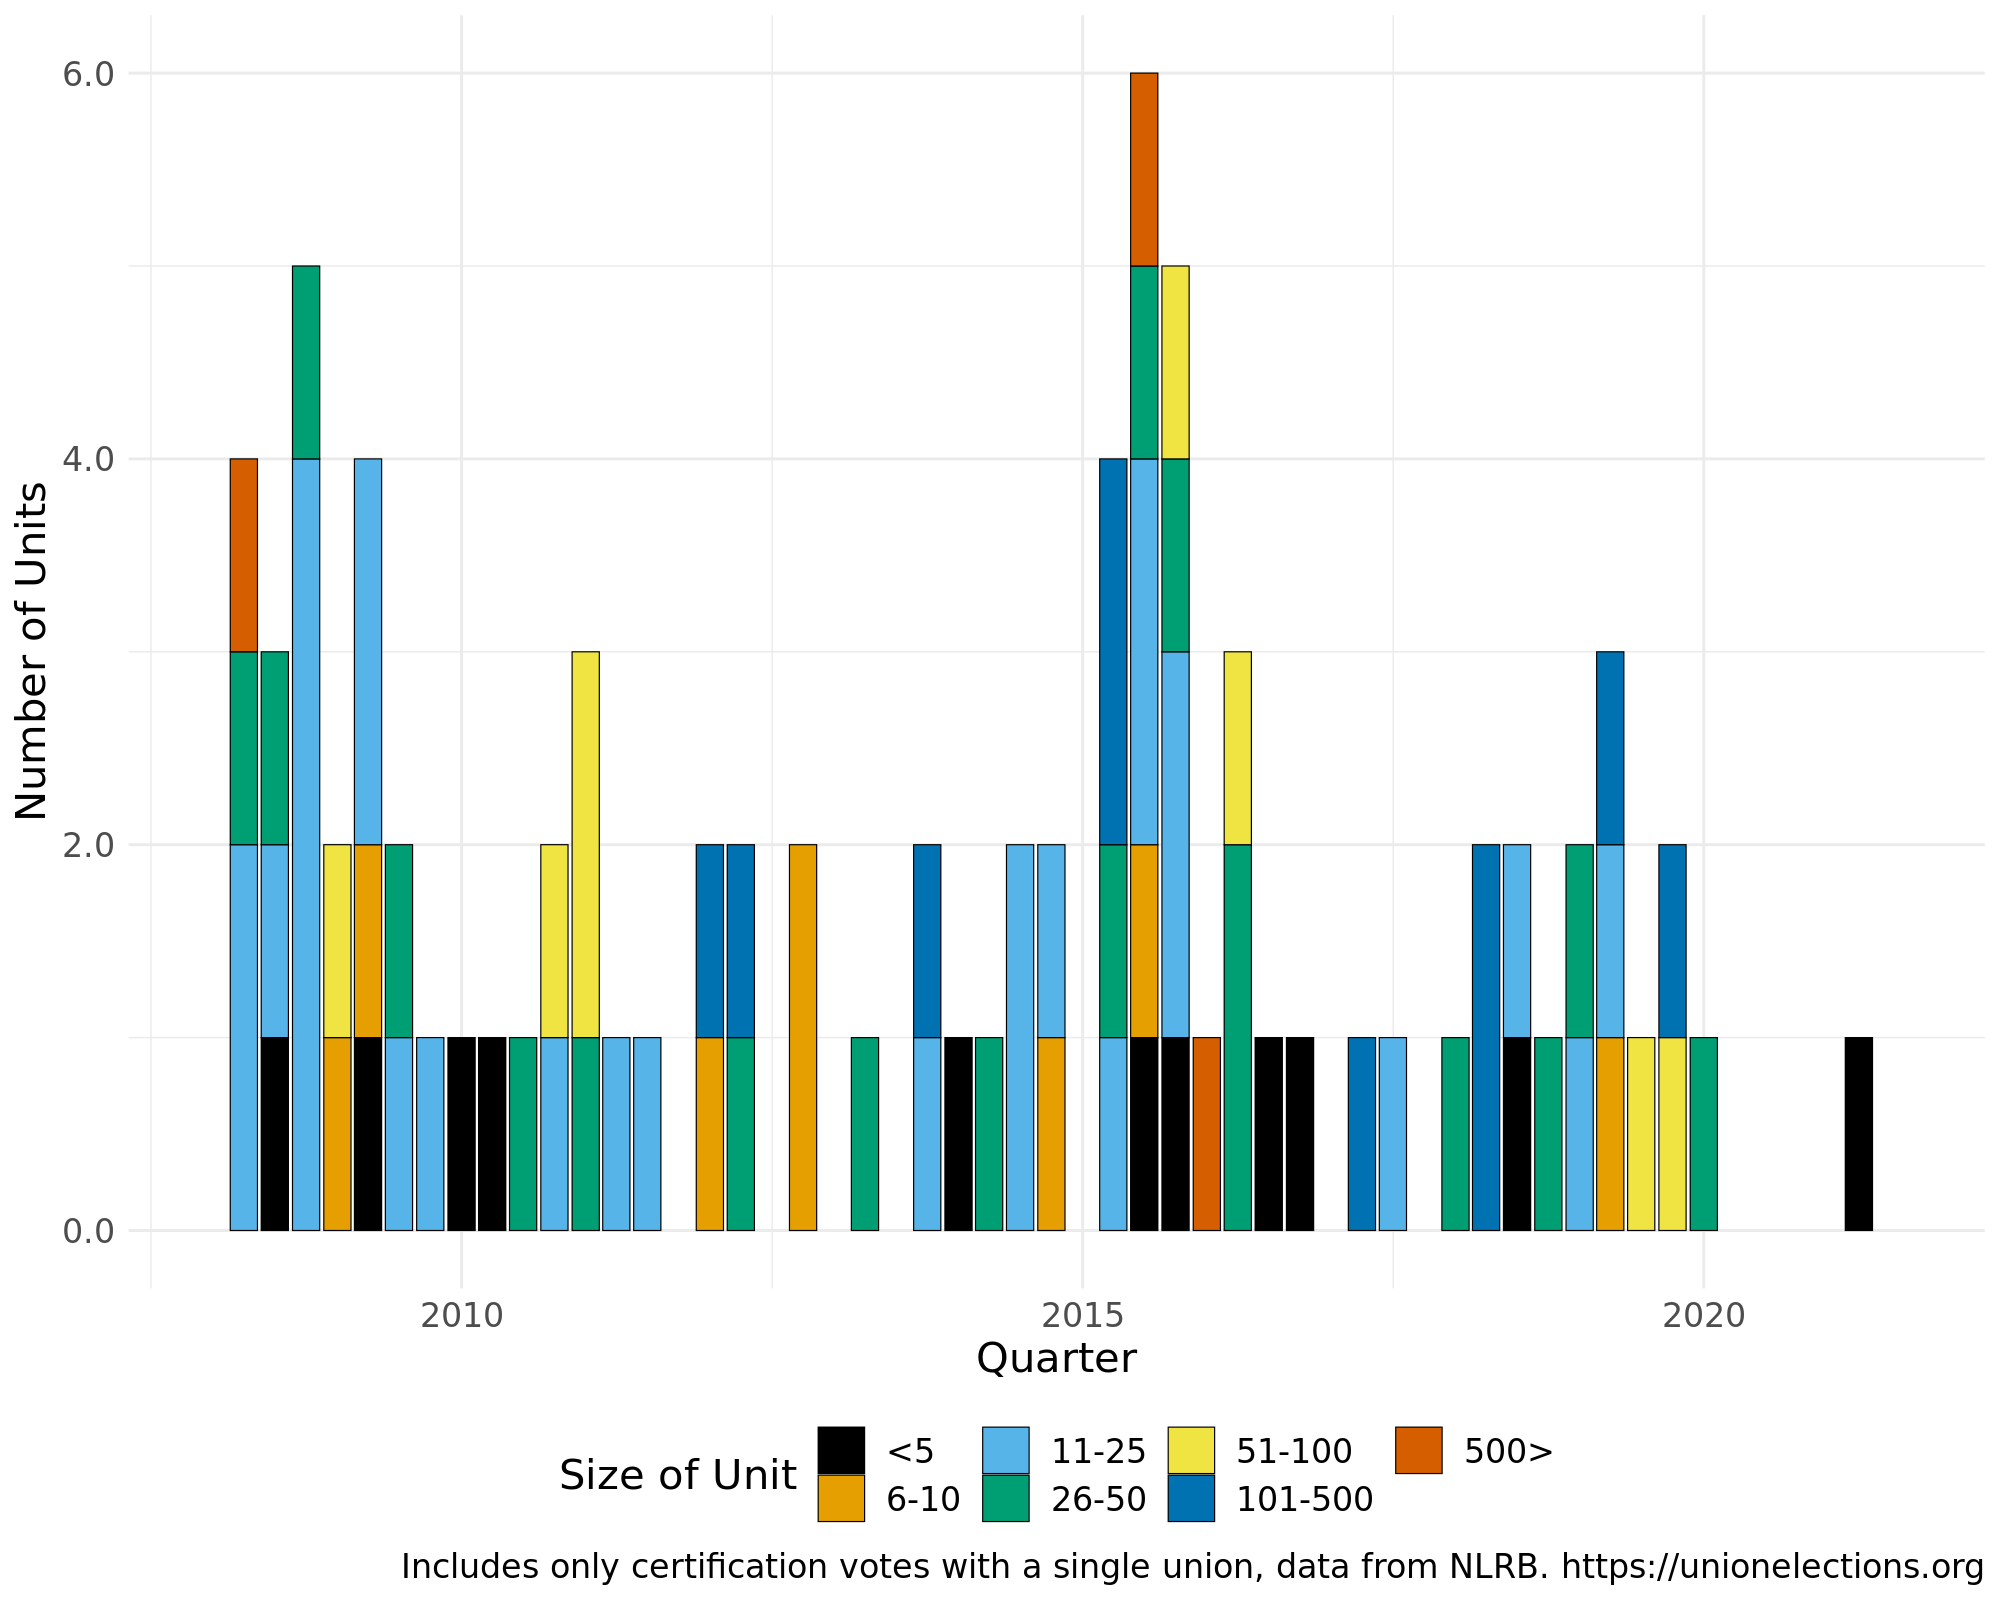 6.0
4.0
2.0
0.0
Number of Units
2010 2015 2020
Quarter
Size of Unit
<5 11-25 51-100 500>
6-10 26-50 101-500
Includes only certification votes with a single union, data from NLRB. https://unionelections.org